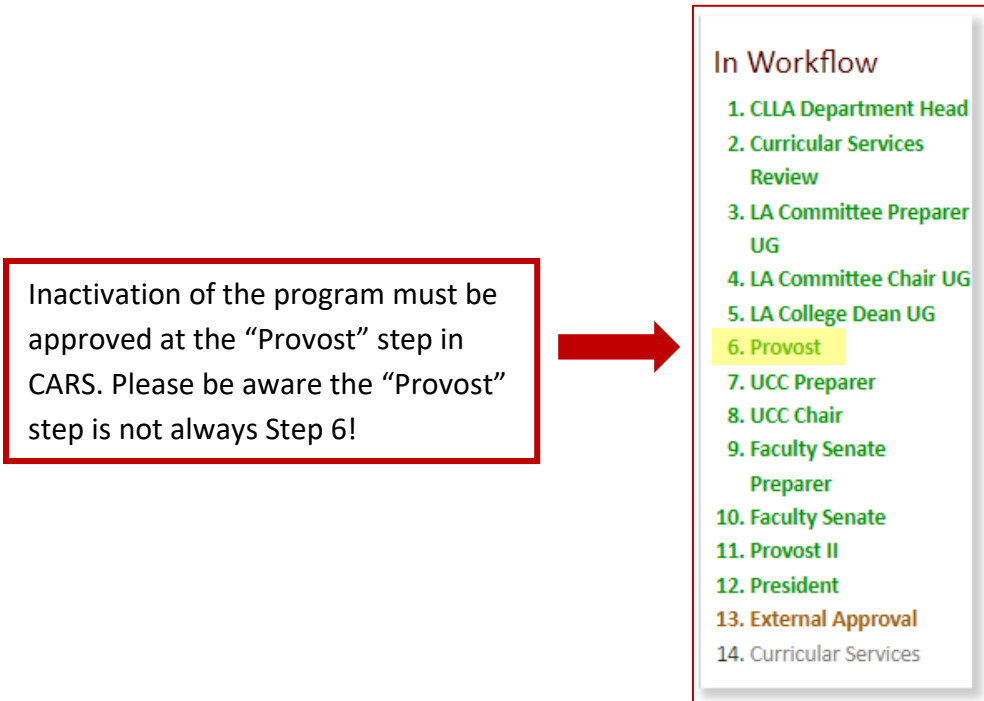 Inactivation of the program must be
approved at the “Provost” step in
CARS. Please be aware the “Provost”
step is not always Step 6!
In Workflow
1. CLLA Department Head
2. Curricular Services
Review
3. LA Committee Preparer
UG
4. LA Committee Chair UG
5. LA College Dean UG
6. Provost
7. UCC Preparer
8. UCC Chair
9. Faculty Senate
Preparer
10. Faculty Senate
11. Provost II
12. President
13. External Approval
14. Curricular Services